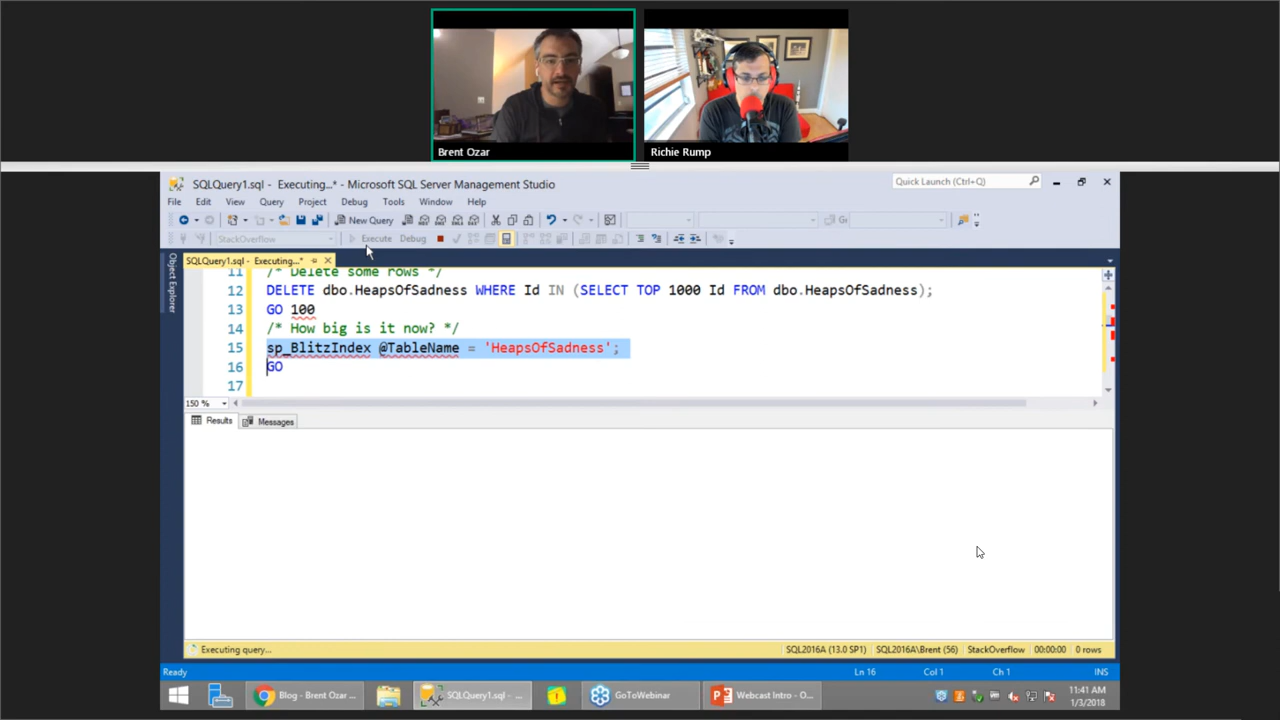 Brent Ozar
Richie Rump
SQLQuery1.sql - Executing...* - Microsoft SQL Server Management Studio
Quick Launch (Ctrl+Q)
File Edit View Query Project Debug Tools Window Help
New Query
StackOverflow
Execute Debug
SQLQuery1.sql - Executing...*
Object Explorer
11 /* Delete some rows */
12 DELETE dbo.HeapsOfSadness WHERE Id IN (SELECT TOP 1000 Id FROM dbo.HeapsOfSadness);
13 GO 100
14 /* How big is it now? */
15 sp_BlitzIndex @TableName = 'HeapsOfSadness';
16 GO
17
150 %
Results Messages
Executing query... SQL2016A (13.0 SP1) SQL2016A\Brent (56) StackOverflow 00:00:00 0 rows
Ready Ln 16 Col 1 Ch 1 INS
Blog - Brent Ozar ... SQLQuery1.sql - ... GoToWebinar Webcast Intro - O... 11:41 AM
1/3/2018